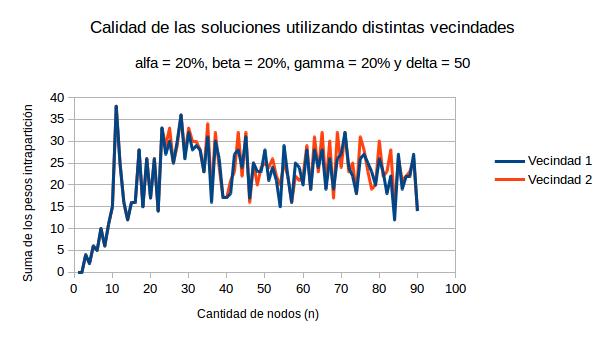 Calidad de las soluciones utilizando distintas vecindades
alfa = 20%, beta = 20%, gamma = 20% y delta = 50
Suma de los pesos intrapartición
40
35
30
25
20
15
10
5
0
0 10 20 30 40 50 60 70 80 90 100
Cantidad de nodos (n)
Vecindad 1
Vecindad 2